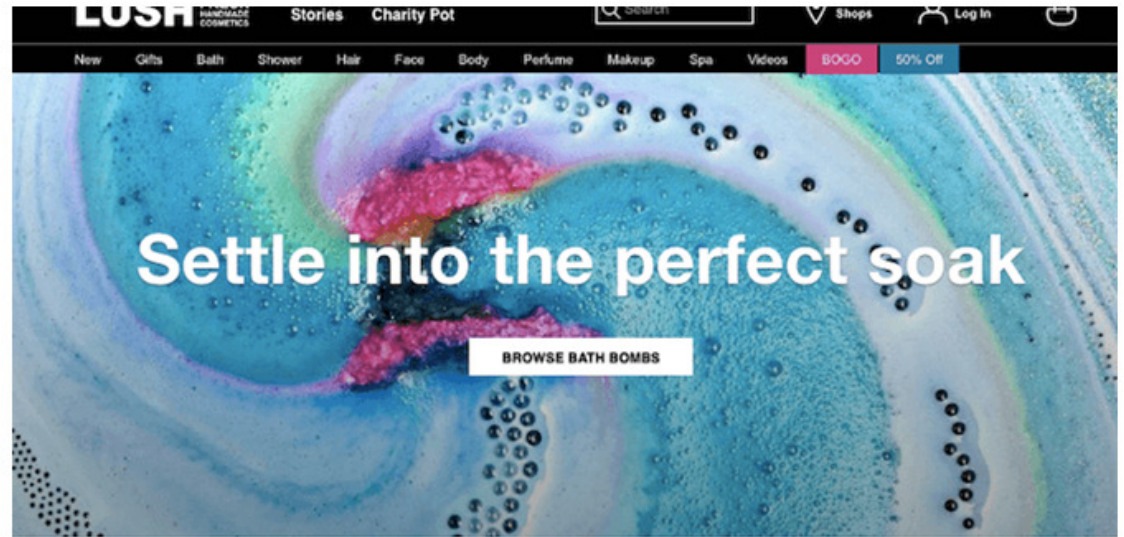 LUSH HANDMADE COSMETICS Stories Charity Pot Search Shops Log In
New Gifts Bath Shower Hair Face Body Perfume Makeup Spa Videos BOGO 50% Off
Settle into the perfect soak
BROWSE BATH BOMBS